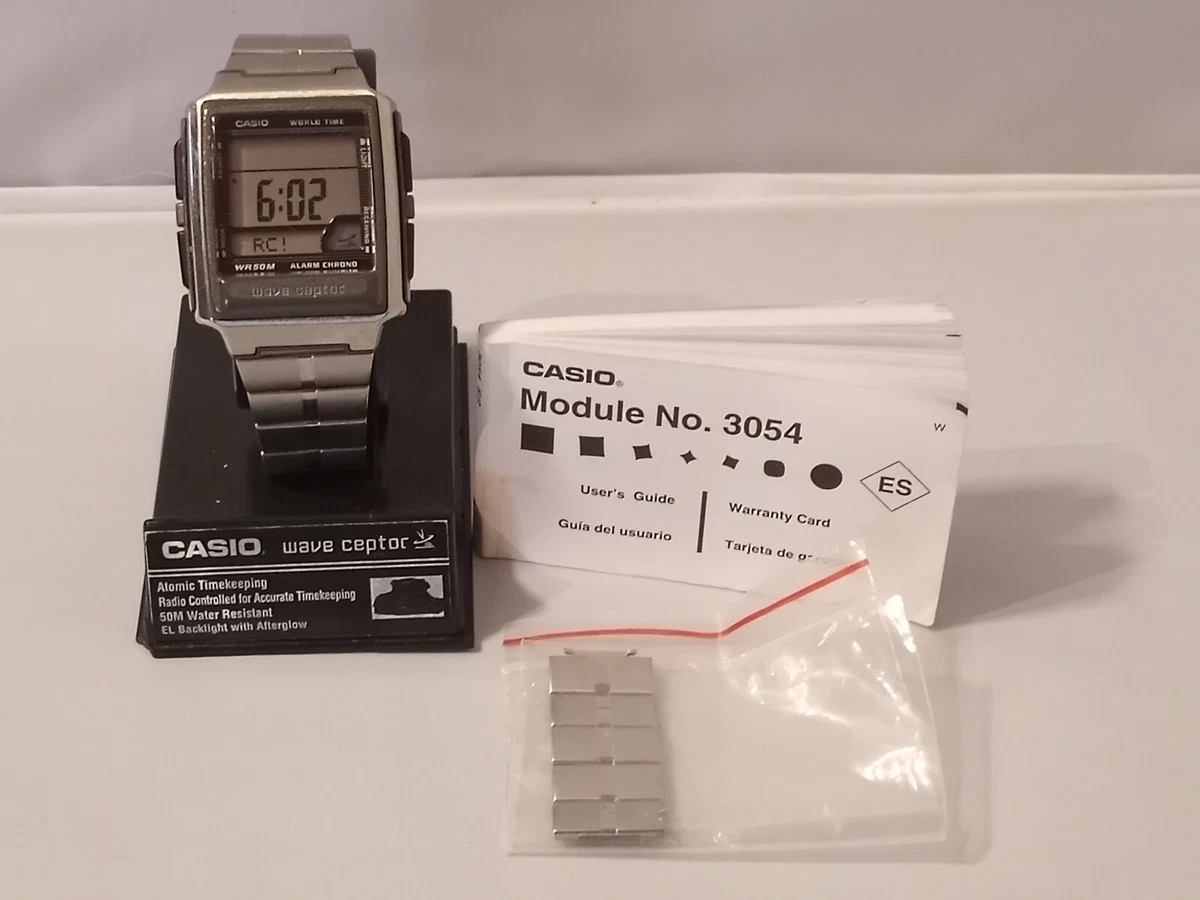 CASIO WORLD TIME
USA
RECEIVING
6:02
RC!
WR50M ALARM CHRONO
wave ceptor
CASIO wave ceptor
Atomic Timekeeping
Radio Controlled for Accurate Timekeeping
50M Water Resistant
EL Backlight with Afterglow
CASIO®
Module No. 3054
W
ES
User's Guide
Guía del usuario
Warranty Card
Tarjeta de